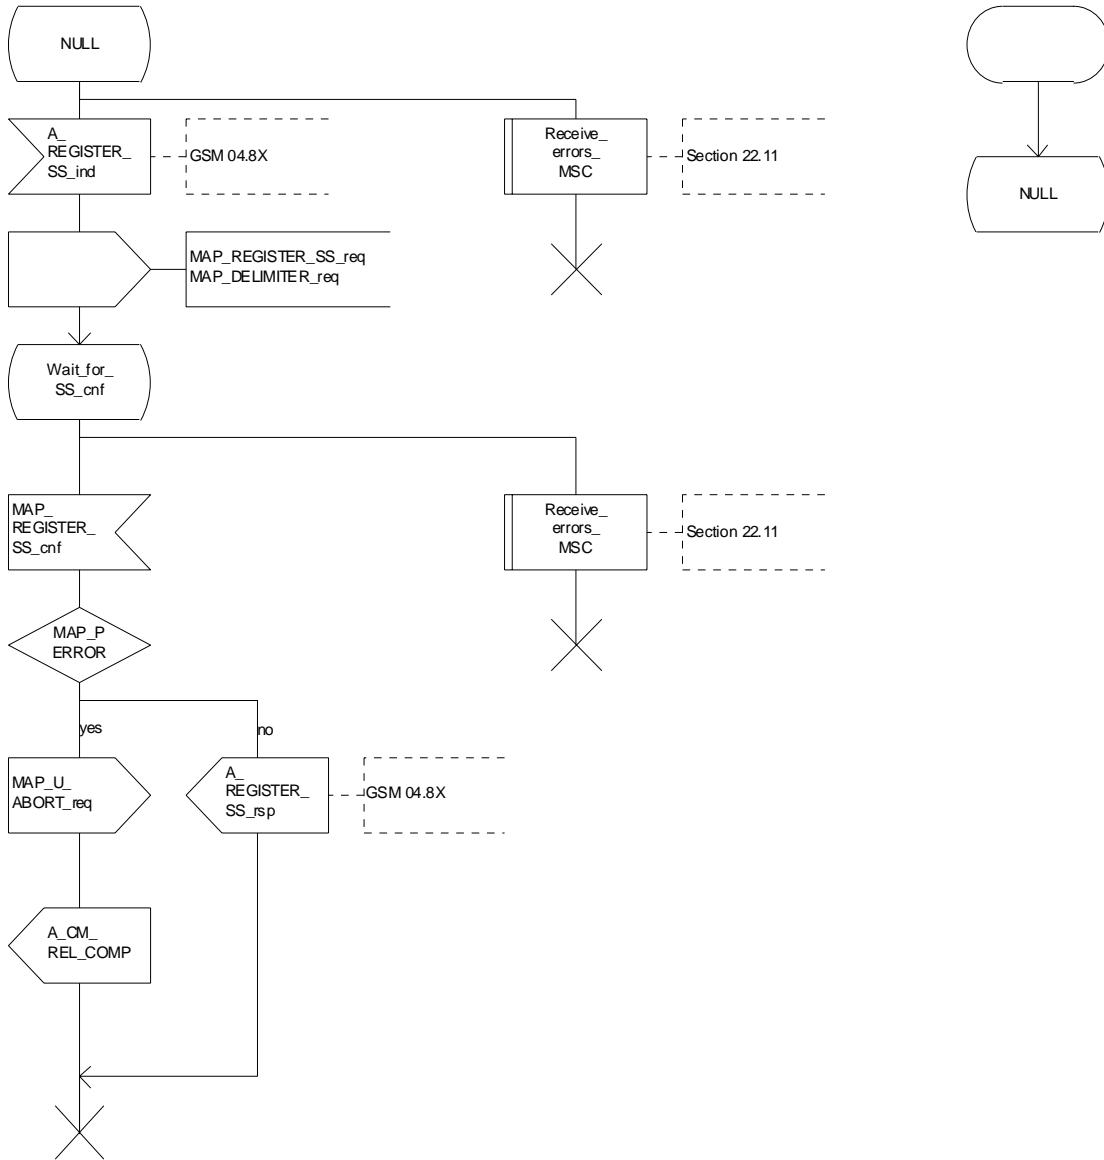 NULL
A_
REGISTER_
SS_ind
GSM 04.8X
Receive_
errors_
MSC
Section 22.11
NULL
MAP_REGISTER_SS_req
MAP_DELIMITER_req
Wait_for_
SS_cnf
MAP_
REGISTER_
SS_cnf
Receive_
errors_
MSC
Section 22.11
MAP_P
ERROR
yes
no
MAP_U_
ABORT_req
A_
REGISTER_
SS_rsp
GSM 04.8X
A_CM_
REL_COMP